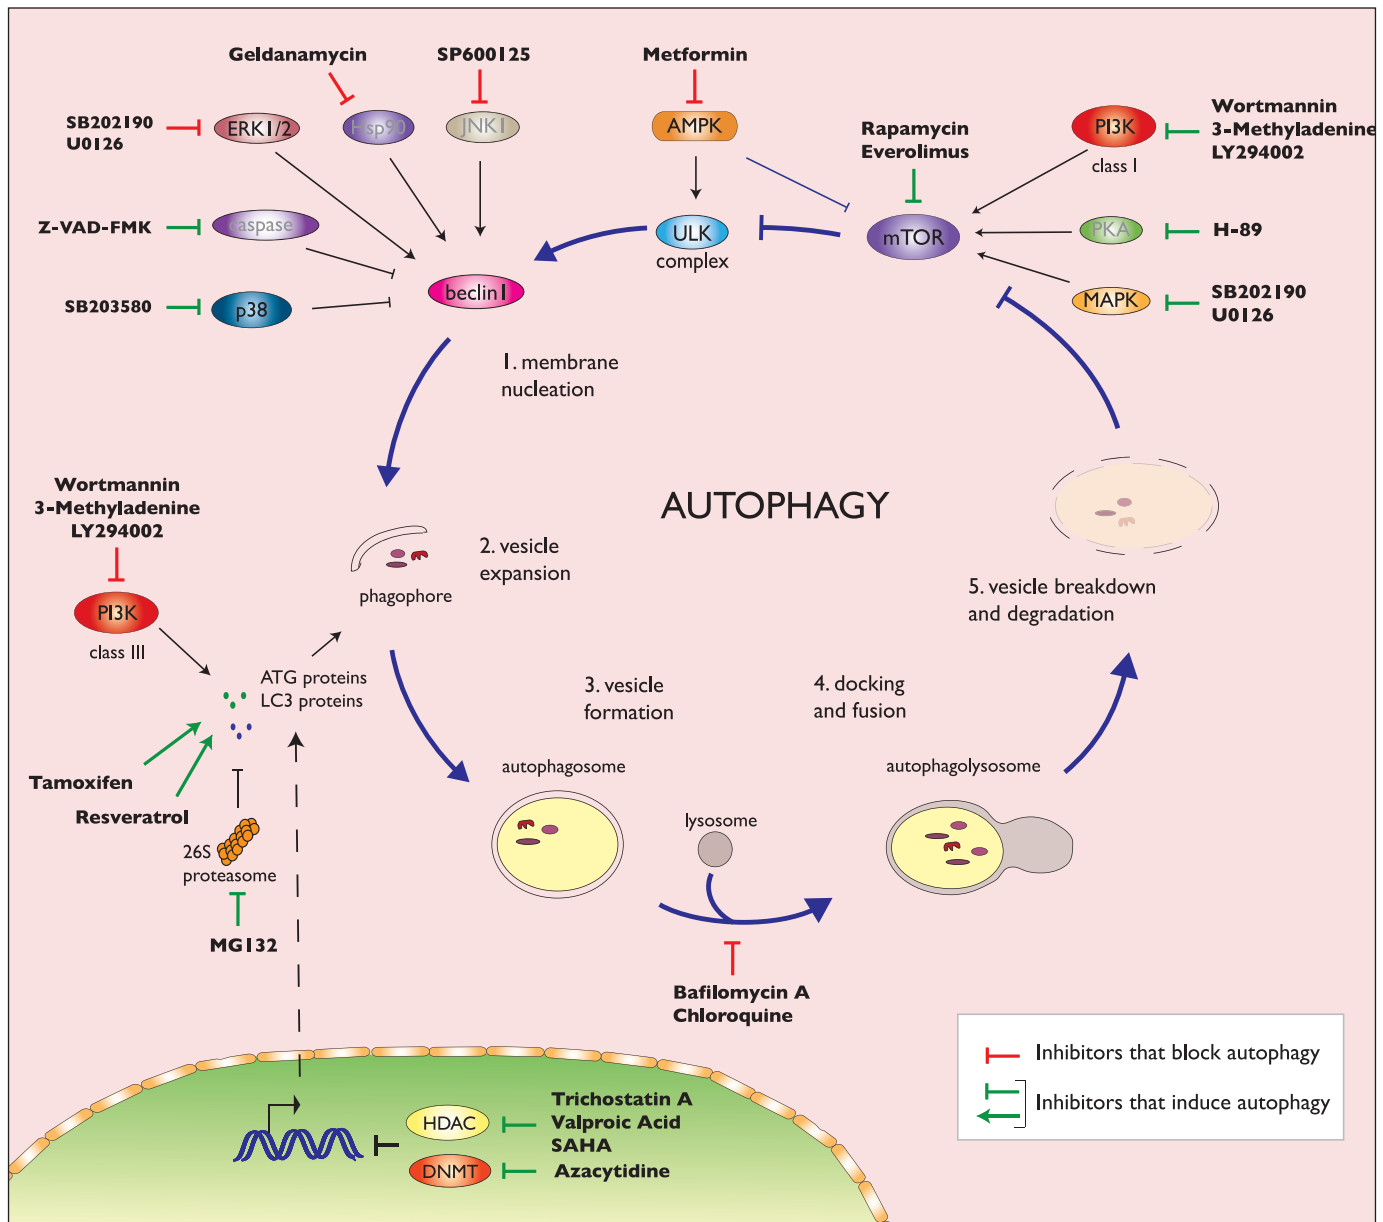 Geldanamycin
SP600125
Metformin
SB202190
U0126
ERK1/2
Hsp90
JNK1
AMPK
Rapamycin
Everolimus
PI3K
class I
Wortmannin
3-Methyladenine
LY294002
Z-VAD-FMK
caspase
ULK
complex
mTOR
PKA
H-89
SB203580
p38
beclin1
MAPK
SB202190
U0126
1. membrane
nucleation
Wortmannin
3-Methyladenine
LY294002
AUTOPHAGY
2. vesicle
expansion
phagophore
PI3K
class III
5. vesicle breakdown
and degradation
ATG proteins
LC3 proteins
3. vesicle
formation
4. docking
and fusion
Tamoxifen
Resveratrol
autophagosome
autophagolysosome
lysosome
26S
proteasome
MG132
Bafilomycin A
Chloroquine
Inhibitors that block autophagy
Inhibitors that induce autophagy
HDAC
Trichostatin A
Valproic Acid
SAHA
DNMT
Azacytidine